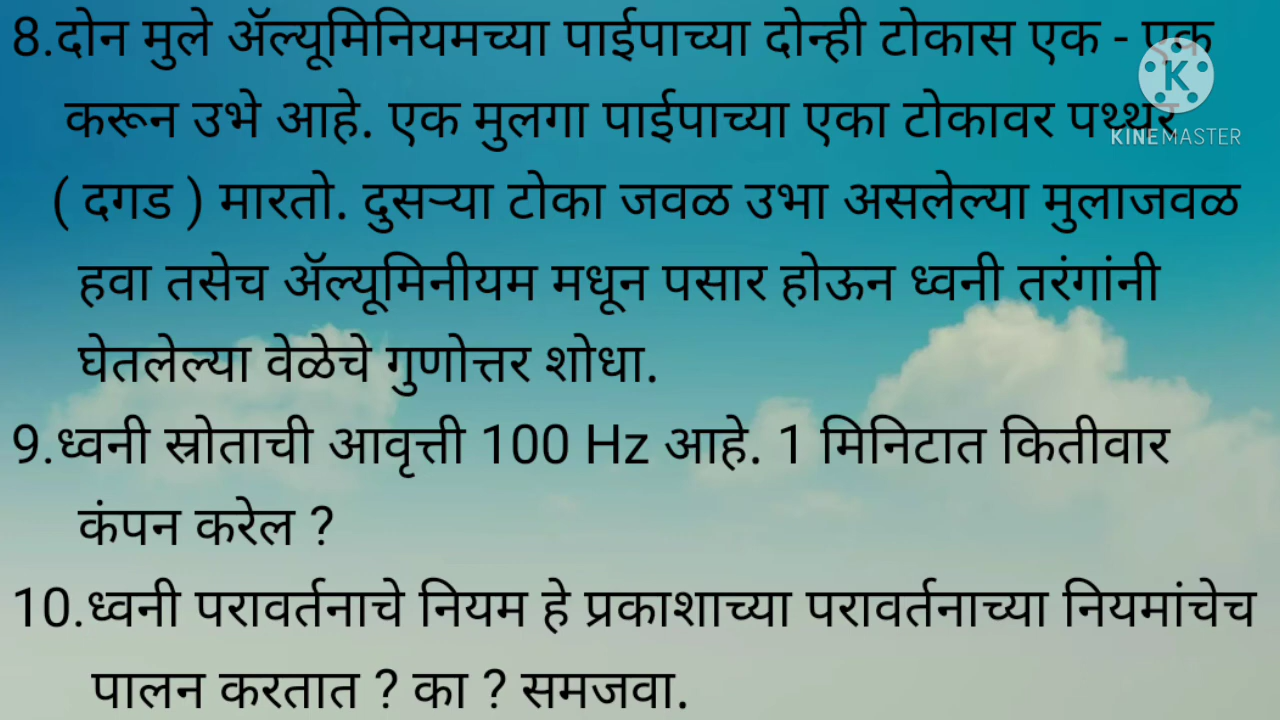 8.दोन मुले ॲल्यूमिनियमच्या पाईपाच्या दोन्ही टोकास एक - एक
करून उभे आहे. एक मुलगा पाईपाच्या एका टोकावर पथ्थर
( दगड ) मारतो. दुसऱ्या टोका जवळ उभा असलेल्या मुलाजवळ
हवा तसेच ॲल्यूमिनीयम मधून पसार होऊन ध्वनी तरंगांनी
घेतलेल्या वेळेचे गुणोत्तर शोधा.
9.ध्वनी स्रोताची आवृत्ती 100 Hz आहे. 1 मिनिटात कितीवार
कंपन करेल ?
10.ध्वनी परावर्तनाचे नियम हे प्रकाशाच्या परावर्तनाच्या नियमांचेच
पालन करतात ? का ? समजवा.
K
KINEMASTER